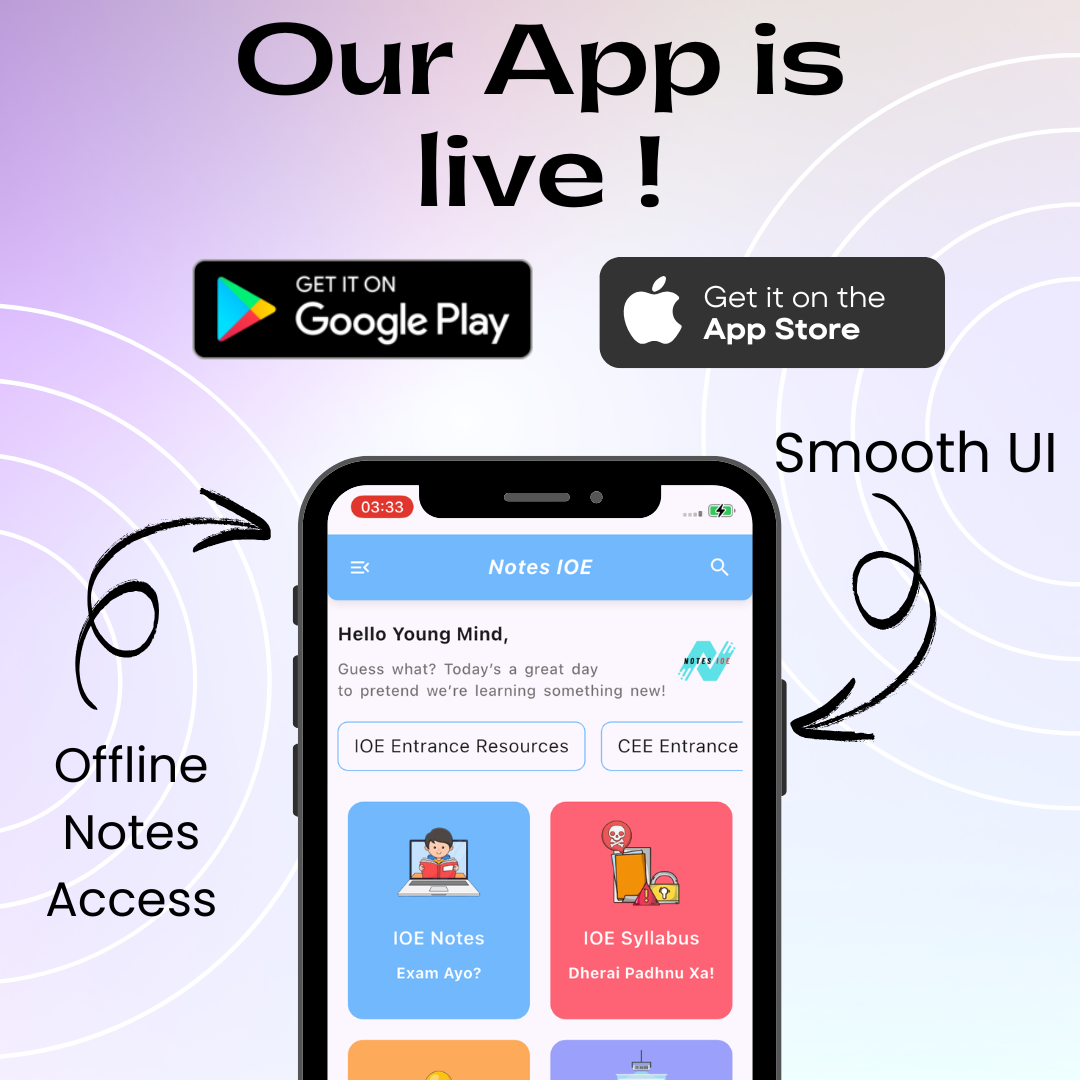 Our App is
live !
GET IT ON
Google Play
Get it on the
App Store
Smooth UI
03:33
Notes IOE
Hello Young Mind,
Guess what? Today's a great day
to pretend we're learning something new!
NOTES IOE
IOE Entrance Resources
CEE Entrance
Offline
Notes
Access
IOE Notes
Exam Ayo?
IOE Syllabus
Dherai Padhnu Xa!